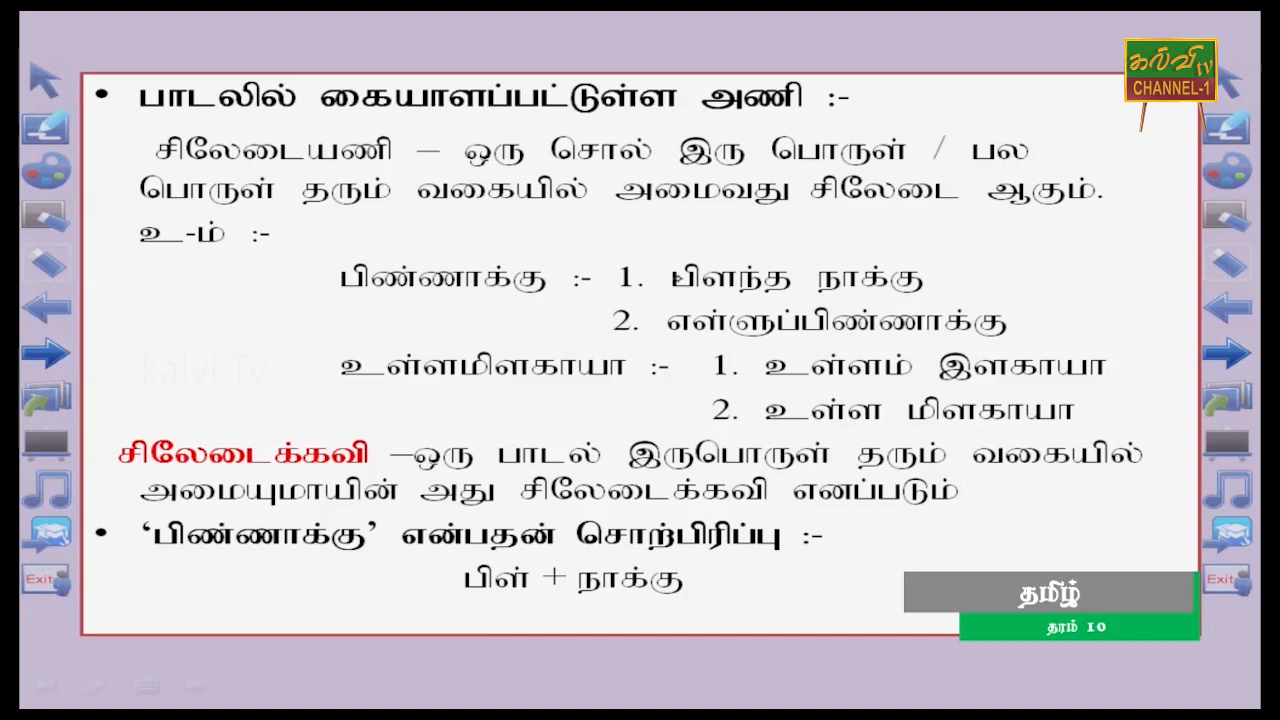 கல்வி tv
CHANNEL-1
• பாடலில் கையாளப்பட்டுள்ள அணி :-
சிலேடையணி – ஒரு சொல் இரு பொருள் / பல
பொருள் தரும் வகையில் அமைவது சிலேடை ஆகும்.
உ-ம் :-
பிண்ணாக்கு :- 1. பிளந்த நாக்கு
2. எள்ளுப்பிண்ணாக்கு
உள்ளமிளகாயா :- 1. உள்ளம் இளகாயா
2. உள்ள மிளகாயா
kalvi Tv
சிலேடைக்கவி –ஒரு பாடல் இருபொருள் தரும் வகையில்
அமையுமாயின் அது சிலேடைக்கவி எனப்படும்
• ‘பிண்ணாக்கு’ என்பதன் சொற்பிரிப்பு :-
பிள் + நாக்கு
Exit
Exit
தமிழ்
தரம் 10